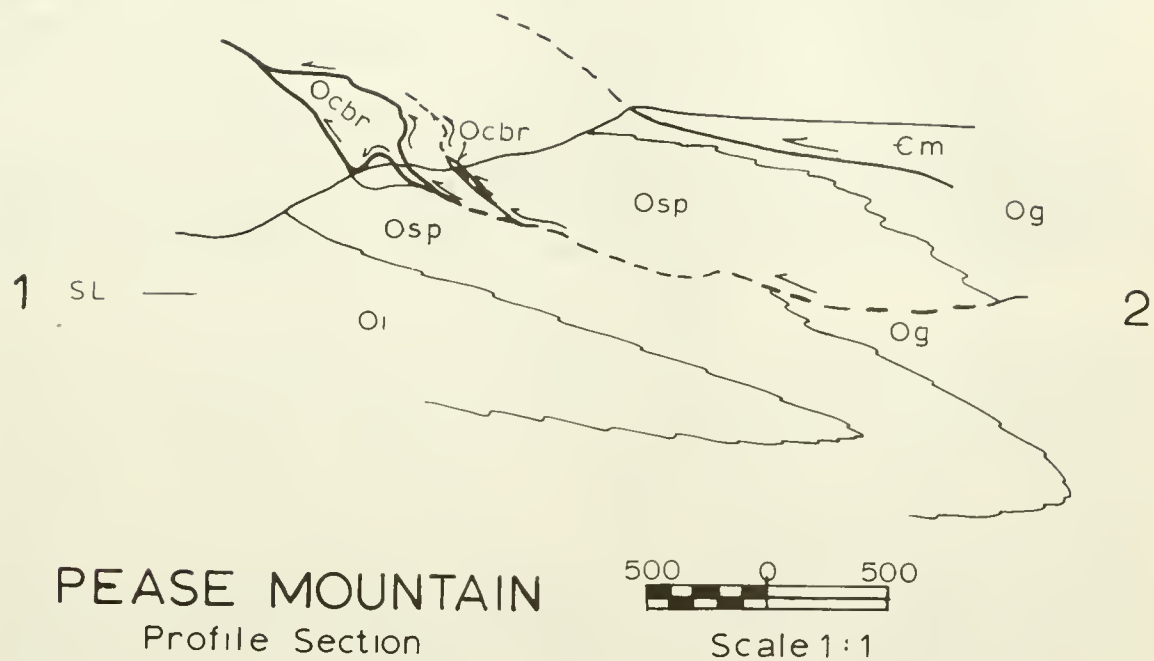 Ocbr
Ocbr
Єm
Osp
Og
Osp
1 SL
2
Oi
Og
PEASE MOUNTAIN
Profile Section
500 0 500
Scale 1:1